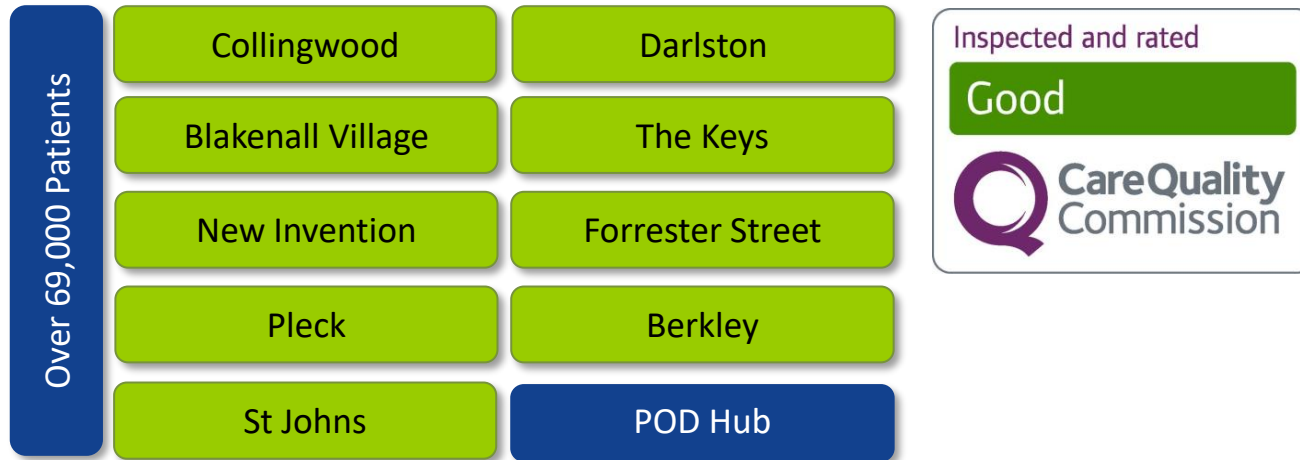 Over 69,000 Patients
Collingwood
Darlston
Blakenall Village
The Keys
New Invention
Forrester Street
Pleck
Berkley
St Johns
POD Hub
Inspected and rated
Good
CareQuality
Commission